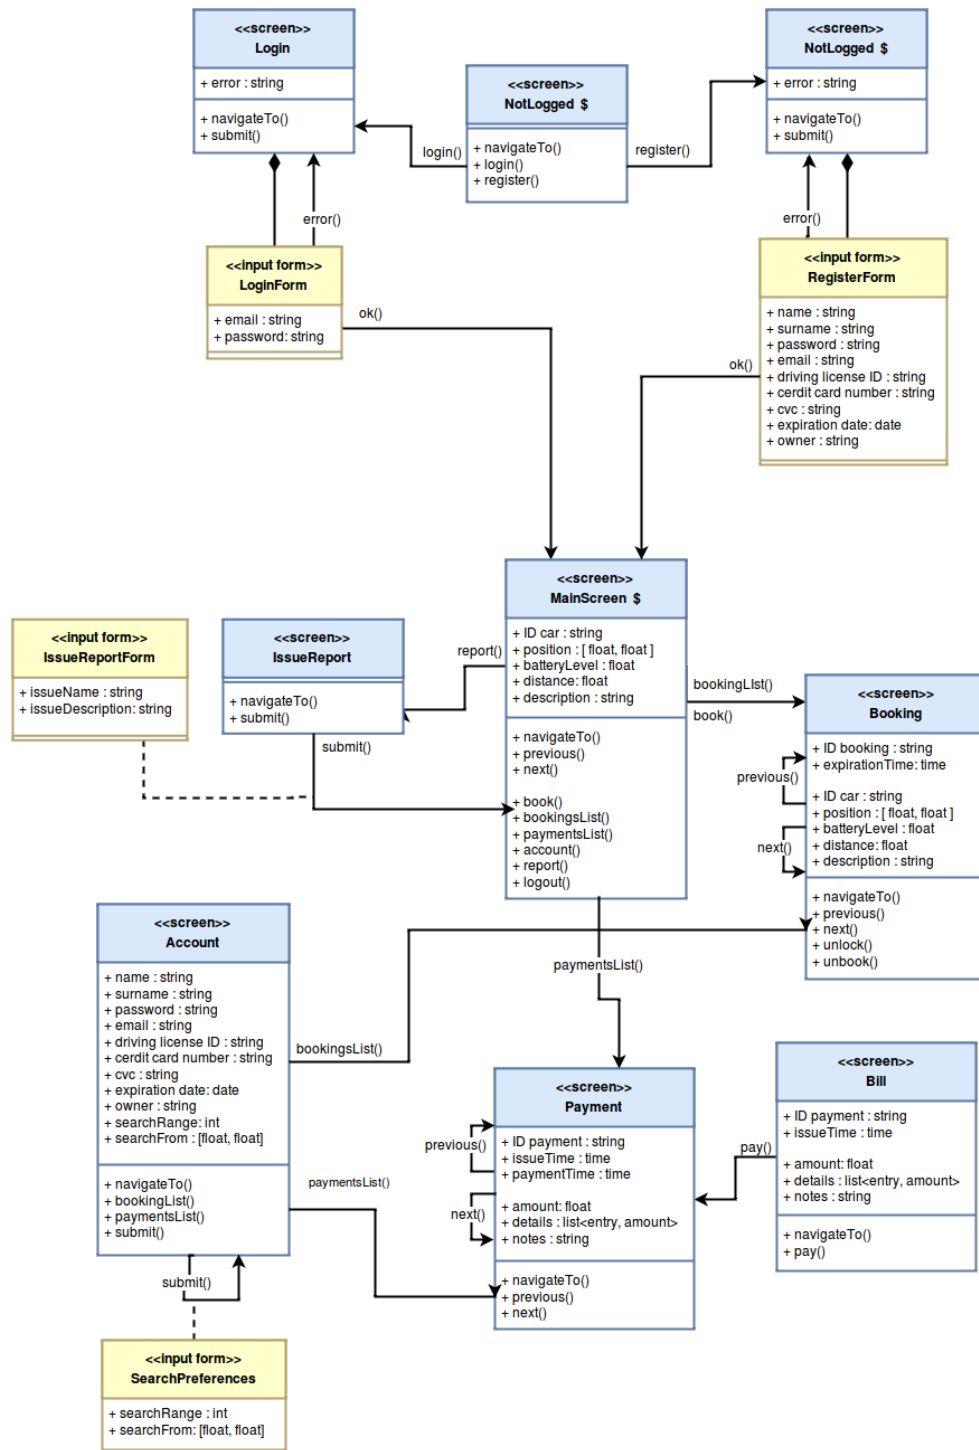 <<screen>>
Login
+ error : string
+ navigateTo()
+ submit()
<<screen>>
NotLogged $
+ navigateTo()
+ login()
+ register()
<<screen>>
NotLogged $
+ error : string
+ navigateTo()
+ submit()
login()
register()
error()
error()
<<input form>>
LoginForm
+ email : string
+ password: string
ok()
<<input form>>
RegisterForm
+ name : string
+ surname : string
+ password : string
+ email : string
+ driving license ID : string
+ cerdit card number : string
+ cvc : string
+ expiration date: date
+ owner : string
ok()
<<screen>>
MainScreen $
+ ID car : string
+ position : [ float, float ]
+ batteryLevel : float
+ distance: float
+ description : string
+ navigateTo()
+ previous()
+ next()
+ book()
+ bookingsList()
+ paymentsList()
+ account()
+ report()
+ logout()
<<input form>>
IssueReportForm
+ issueName : string
+ issueDescription: string
<<screen>>
IssueReport
+ navigateTo()
+ submit()
report()
submit()
bookingLIst()
book()
<<screen>>
Booking
+ ID booking : string
+ expirationTime: time
+ ID car : string
+ position : [ float, float ]
+ batteryLevel : float
+ distance: float
+ description : string
+ navigateTo()
+ previous()
+ next()
+ unlock()
+ unbook()
previous()
next()
<<screen>>
Account
+ name : string
+ surname : string
+ password : string
+ email : string
+ driving license ID : string
+ cerdit card number : string
+ cvc : string
+ expiration date: date
+ owner : string
+ searchRange: int
+ searchFrom : [float, float]
+ navigateTo()
+ bookingList()
+ paymentsList()
+ submit()
bookingsList()
paymentsList()
paymentsList()
submit()
<<screen>>
Payment
+ ID payment : string
+ issueTime : time
+ paymentTime : time
+ amount: float
+ details : list<entry, amount>
+ notes : string
+ navigateTo()
+ previous()
+ next()
previous()
next()
pay()
<<screen>>
Bill
+ ID payment : string
+ issueTime : time
+ amount: float
+ details : list<entry, amount>
+ notes : string
+ navigateTo()
+ pay()
<<input form>>
SearchPreferences
+ searchRange : int
+ searchFrom: [float, float]